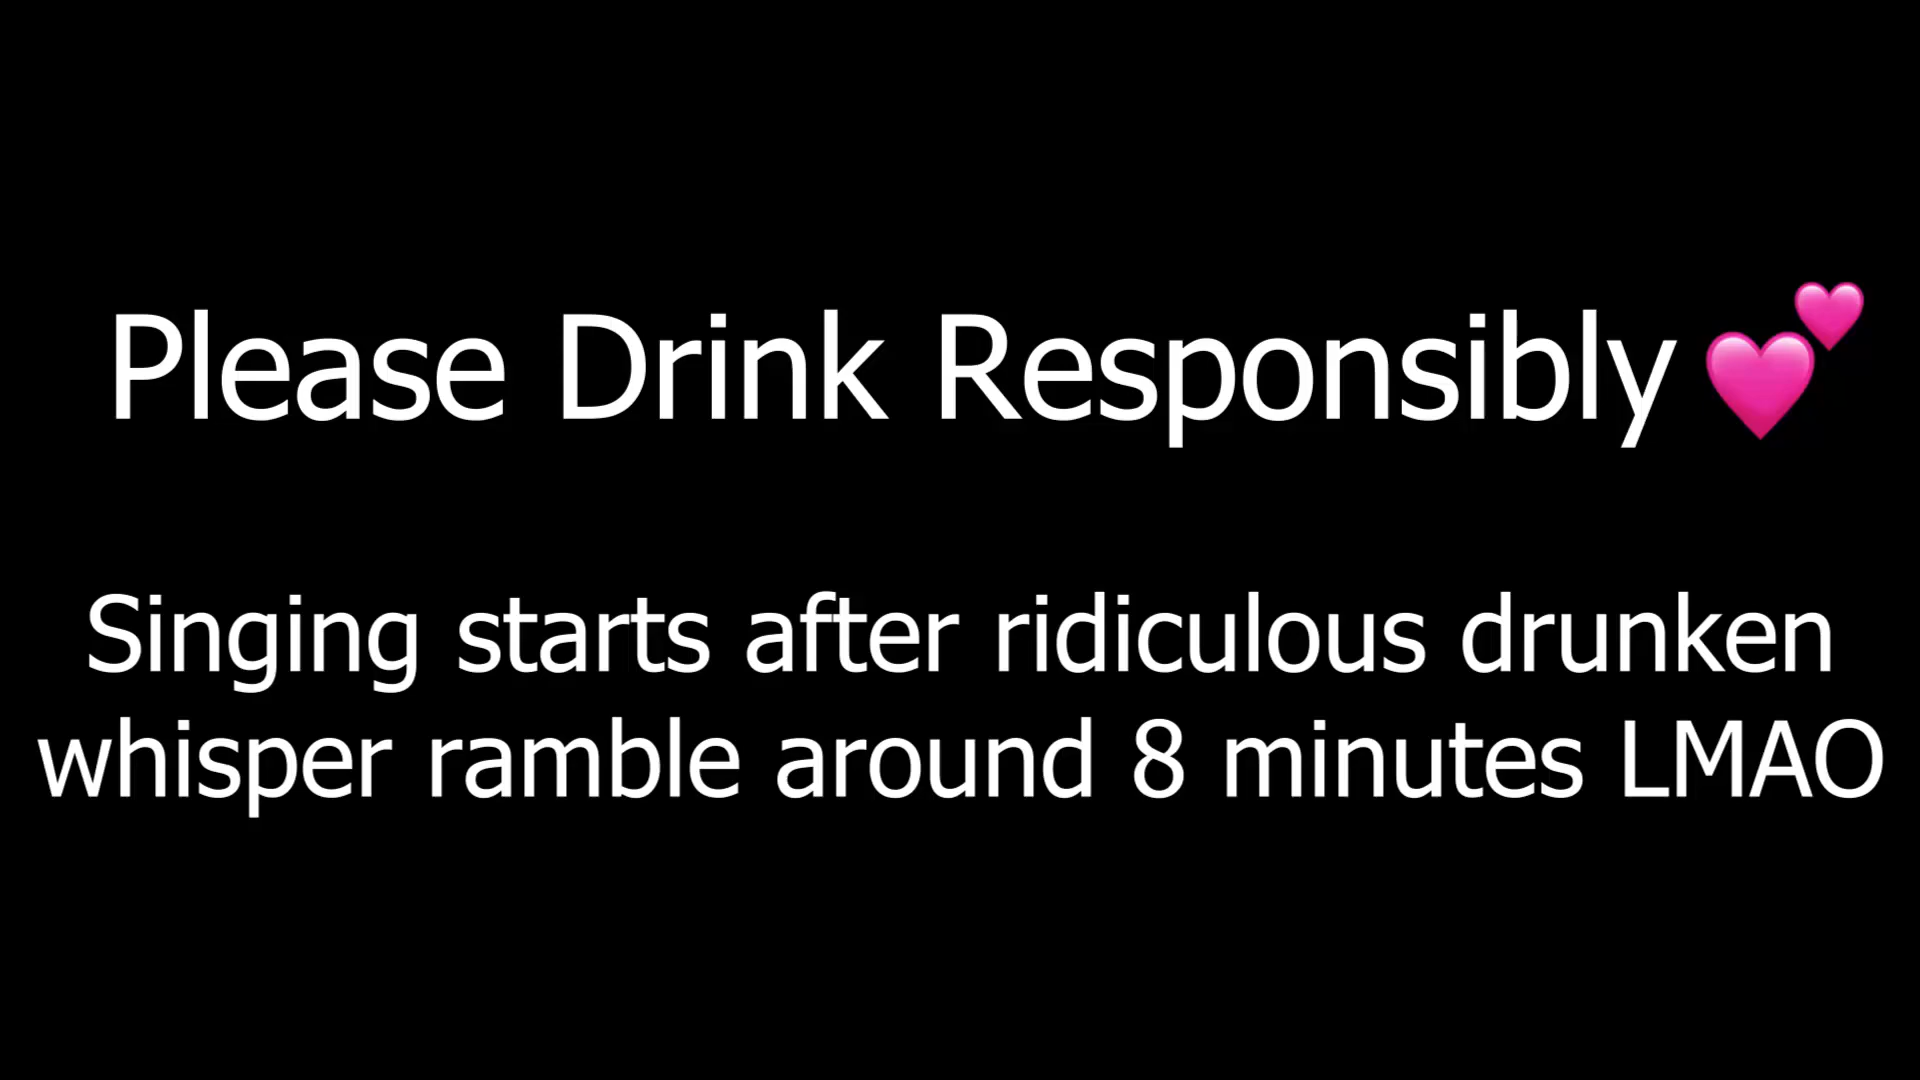 Please Drink Responsibly💕
Singing starts after ridiculous drunken
whisper ramble around 8 minutes LMAO